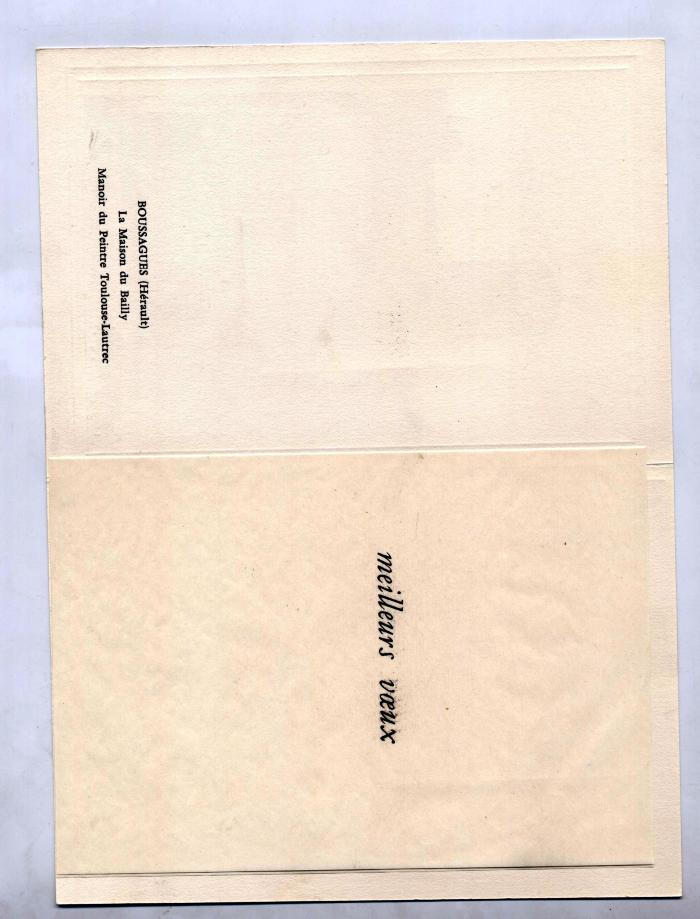 BOUSSAGUES (Hérault)
La Maison du Bailly
Manoir du Peintre Toulouse-Lautrec
meilleurs vœux